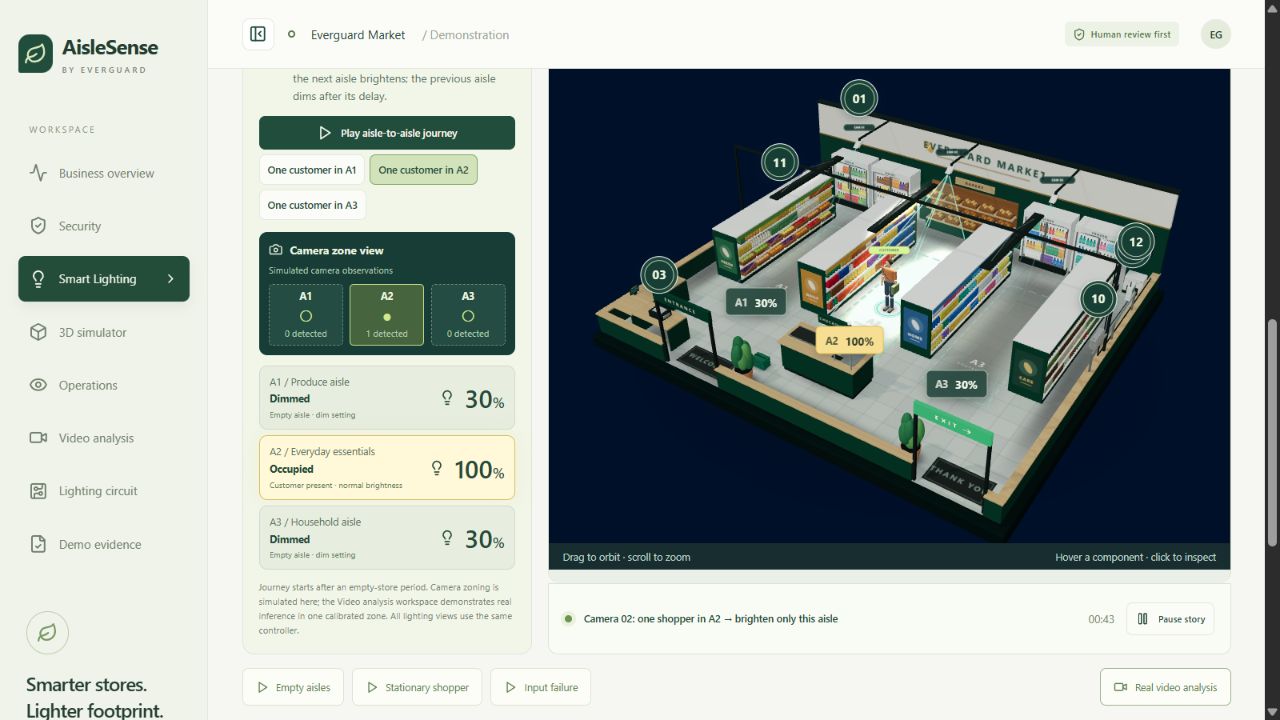 AisleSense
BY EVERGUARD
WORKSPACE
Business overview
Security
Smart Lighting
3D simulator
Operations
Video analysis
Lighting circuit
Demo evidence
Smarter stores.
Lighter footprint.
Everguard Market / Demonstration
Human review first
EG
the next aisle brightens; the previous aisle
dims after its delay.
Play aisle-to-aisle journey
One customer in A1
One customer in A2
One customer in A3
Camera zone view
Simulated camera observations
A1
0 detected
A2
1 detected
A3
0 detected
A1 / Produce aisle
Dimmed
Empty aisle · dim setting
30%
A2 / Everyday essentials
Occupied
Customer present · normal brightness
100%
A3 / Household aisle
Dimmed
Empty aisle · dim setting
30%
Journey starts after an empty-store period. Camera zoning is
simulated here; the Video analysis workspace demonstrates real
inference in one calibrated zone. All lighting views use the same
controller.
01
11
12
03
10
EVERGUARD MARKET
BAKERY
CUSTOMER
ENTRANCE
WELCOME
A1 30%
A2 100%
A3 30%
A3
HOME
CARE
EXIT →
THANK YOU
Drag to orbit · scroll to zoom
Hover a component · click to inspect
Camera 02: one shopper in A2 → brighten only this aisle
00:43
Pause story
Empty aisles
Stationary shopper
Input failure
Real video analysis